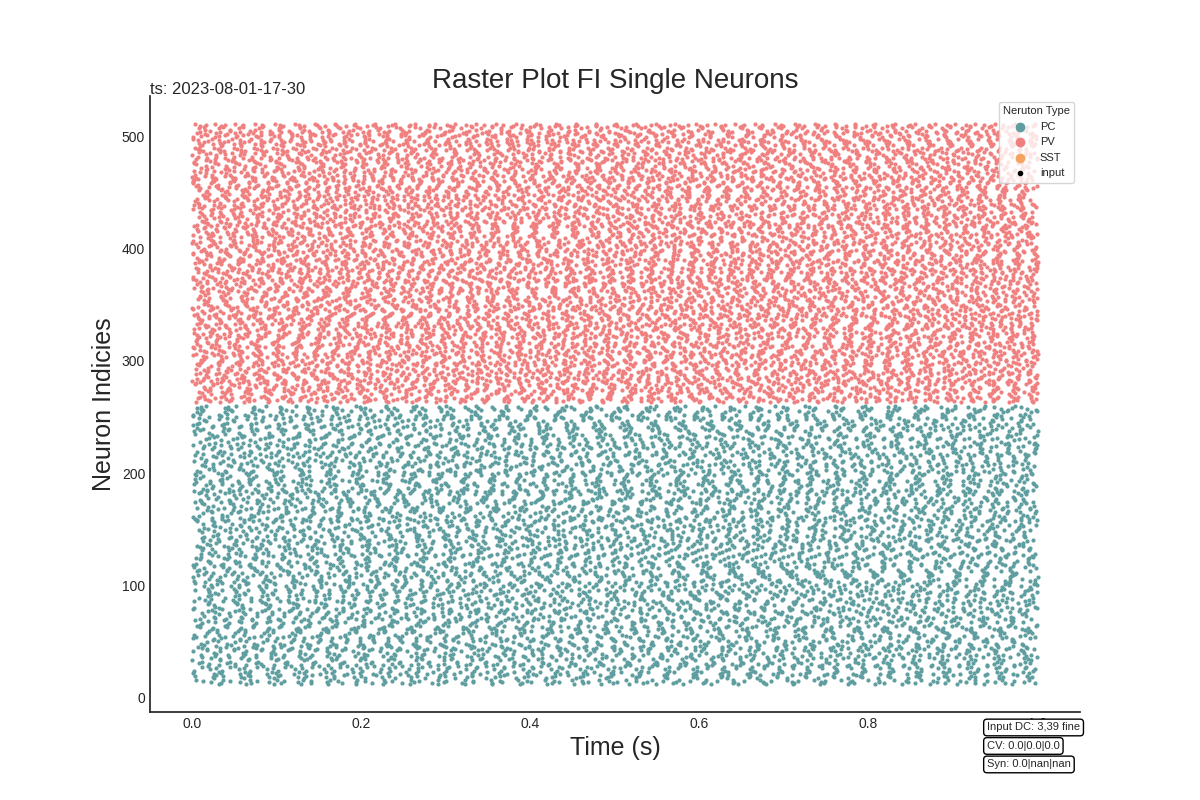 Raster Plot FI Single Neurons
ts: 2023-08-01-17-30
Neruton Type
PC
PV
SST
input
500
400
300
200
100
0
Neuron Indicies
0.0
0.2
0.4
0.6
0.8
Time (s)
Input DC: 3,39 fine
CV: 0.0|0.0|0.0
Syn: 0.0|nan|nan